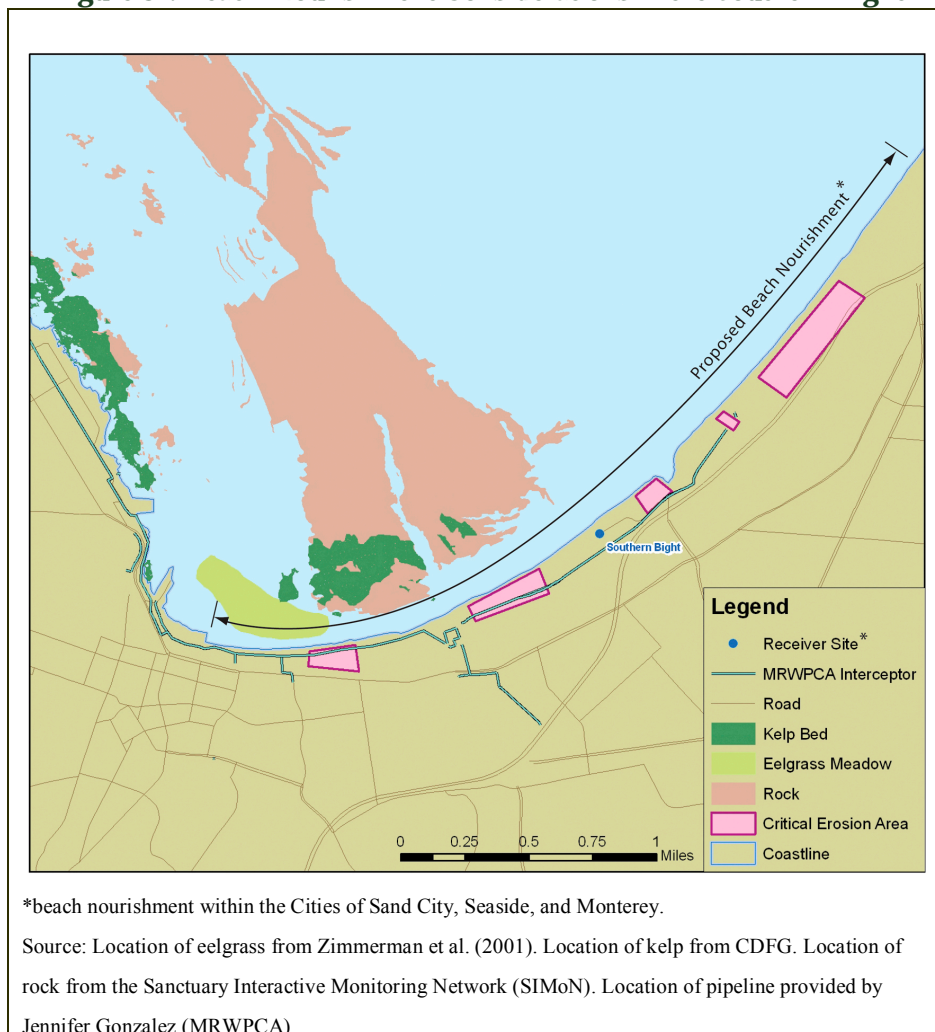 Proposed Beach Nourishment *
Southern Bight
Legend
Receiver Site*
MRWPCA Interceptor
Road
Kelp Bed
Eelgrass Meadow
Rock
Critical Erosion Area
Coastline
0 0.25 0.5 0.75 1
Miles
*beach nourishment within the Cities of Sand City, Seaside, and Monterey.
Source: Location of eelgrass from Zimmerman et al. (2001). Location of kelp from CDFG. Location of
rock from the Sanctuary Interactive Monitoring Network (SIMoN). Location of pipeline provided by
Jennifer Gonzalez (MRWPCA)